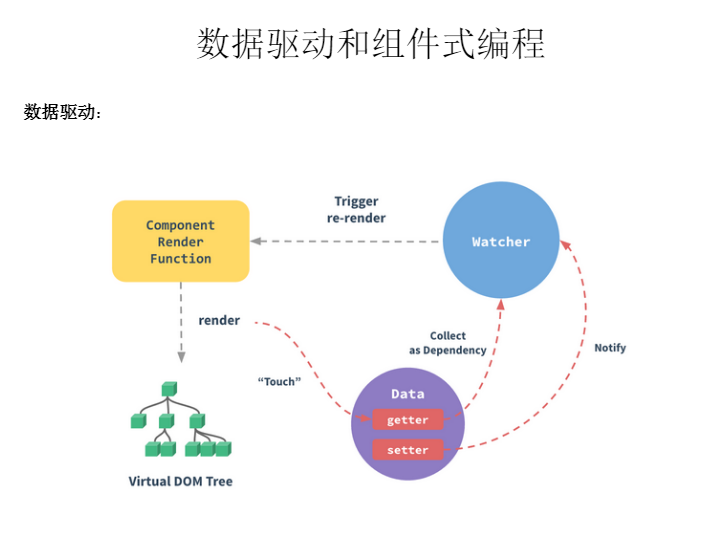 数据驱动和组件式编程
数据驱动：
Trigger
re-render
Component
Render
Function
Watcher
render
Collect
as Dependency
Notify
“Touch”
Data
getter
setter
Virtual DOM Tree